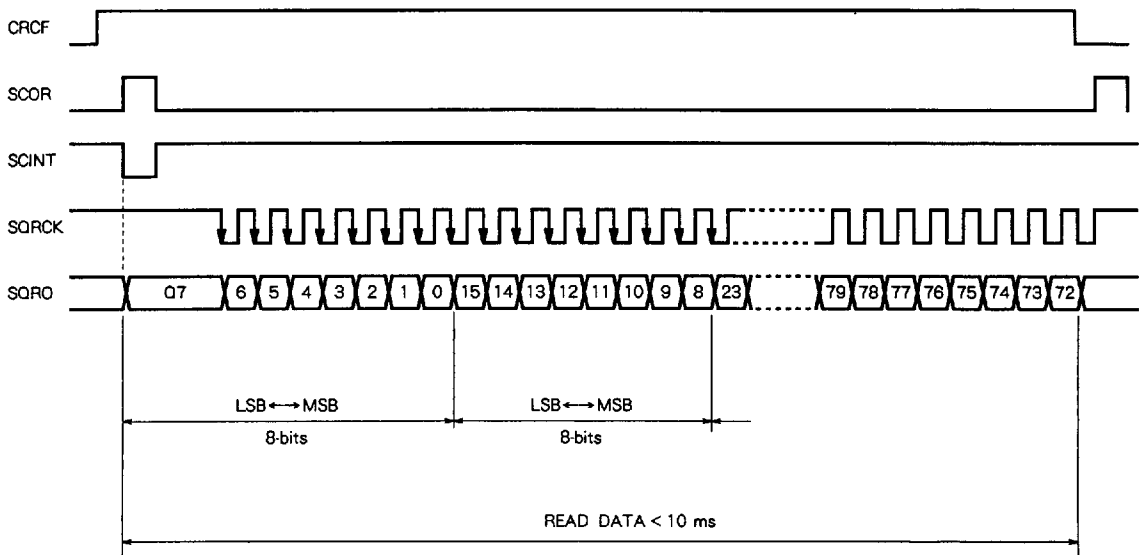 CRCF
SCOR
SCINT
SQRCK
SQRO Q7 6 5 4 3 2 1 0 15 14 13 12 11 10 9 8 23 79 78 77 76 75 74 73 72
LSB ←→ MSB LSB ←→ MSB
8-bits 8-bits
READ DATA < 10 ms